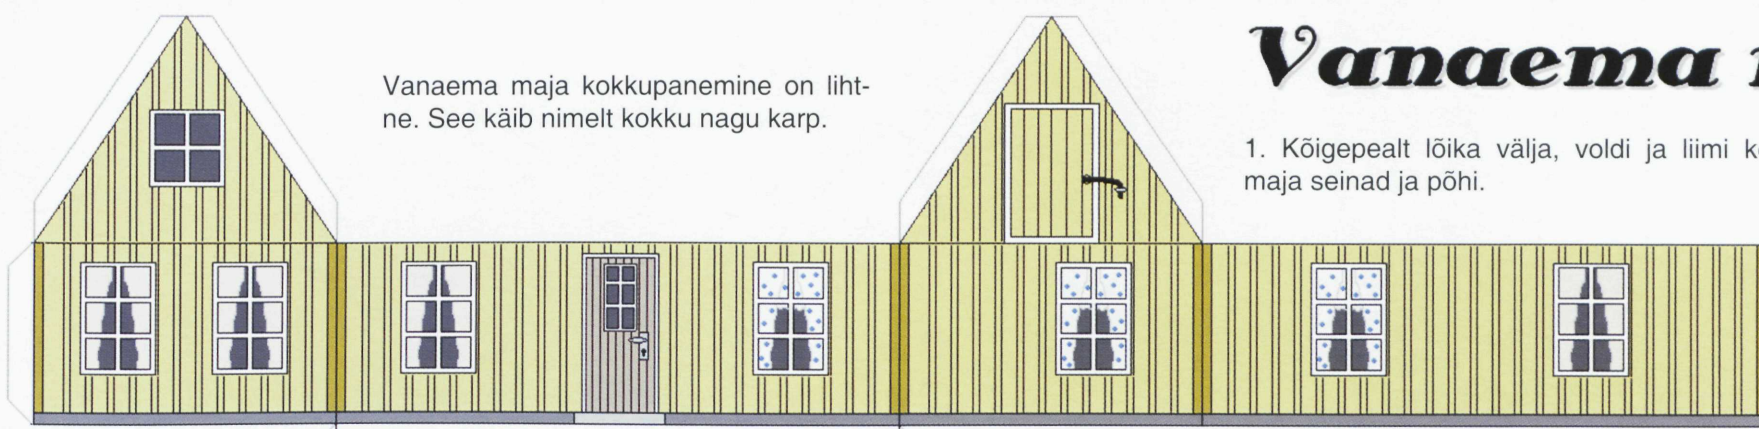 Vanaema maja kokkupanemine on liht-
ne. See käib nimelt kokku nagu karp.
Vanaema
1. Kõigepealt lõika välja, voldi ja liimi
maja seinad ja põhi.